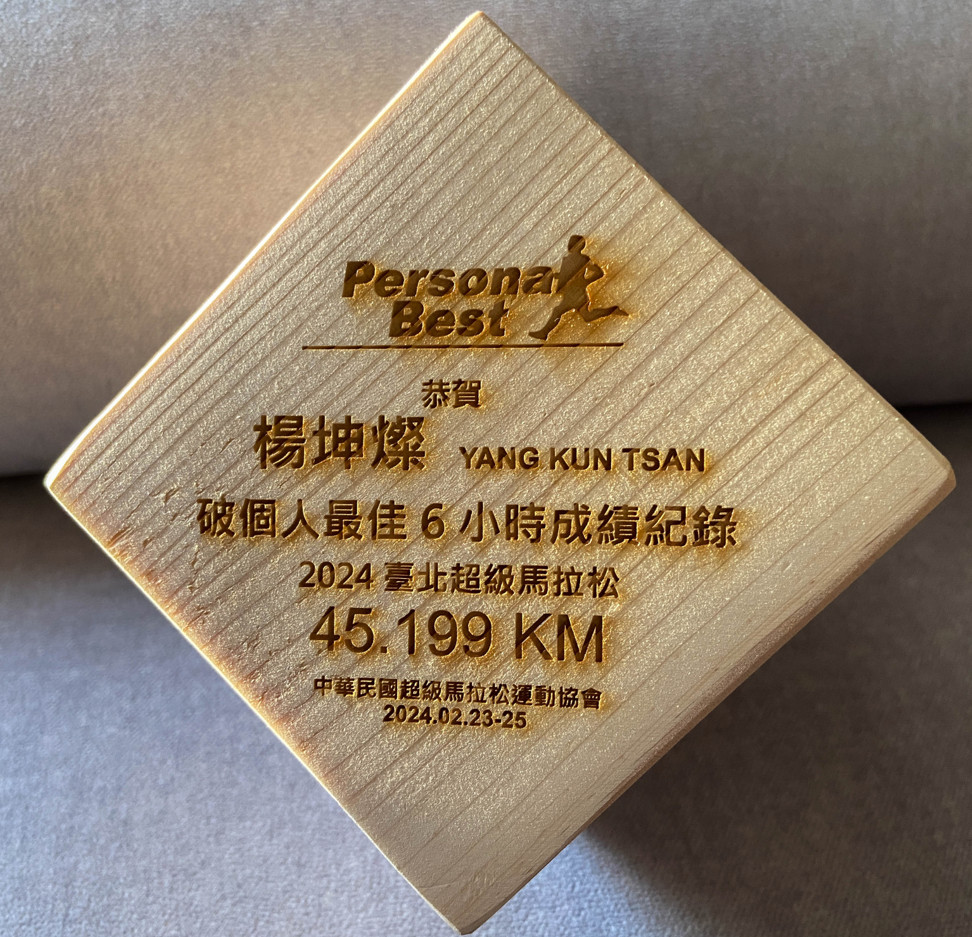 Personal
Best
恭賀
楊坤燦 YANG KUN TSAN
破個人最佳 6 小時成績紀錄
2024 臺北超級馬拉松
45.199 KM
中華民國超級馬拉松運動協會
2024.02.23-25